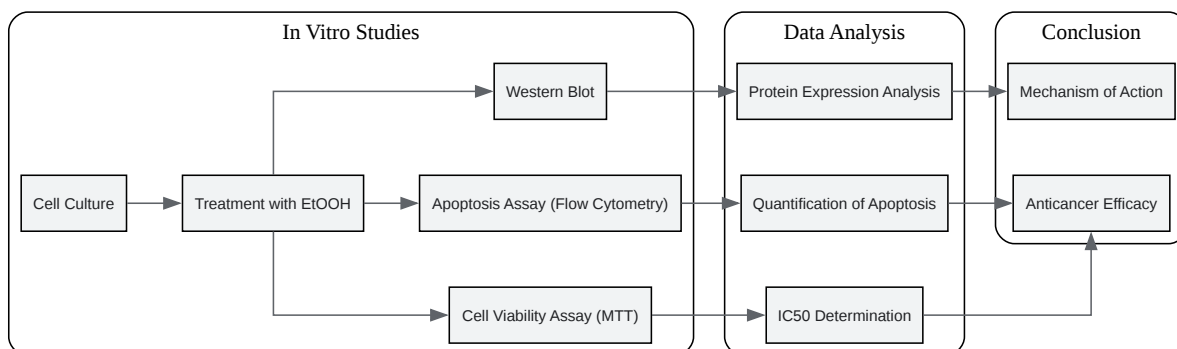 In Vitro Studies
Data Analysis
Conclusion
Western Blot
Protein Expression Analysis
Mechanism of Action
Cell Culture
Treatment with EtOOH
Apoptosis Assay (Flow Cytometry)
Quantification of Apoptosis
Anticancer Efficacy
Cell Viability Assay (MTT)
IC50 Determination